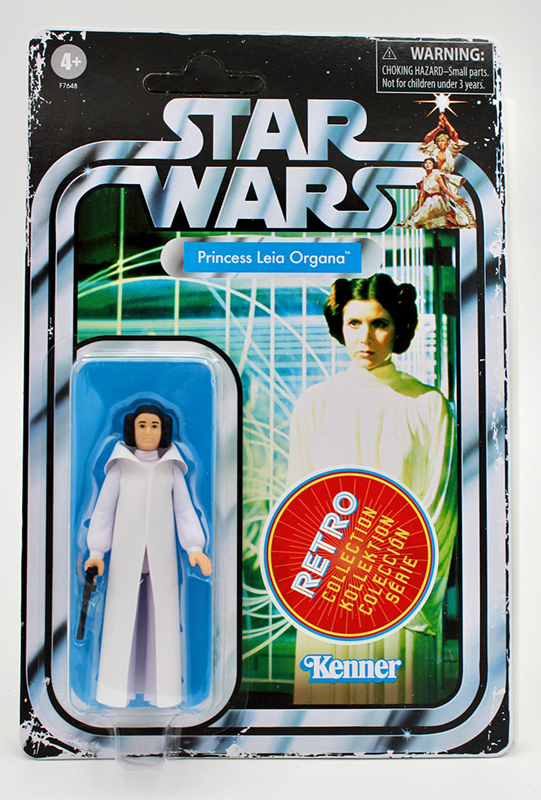 4+
F7648
⚠ WARNING:
CHOKING HAZARD–Small parts.
Not for children under 3 years.
STAR
WARS
Princess Leia Organa™
RETRO
COLLECTION
KOLLEKTION
COLECCIÓN
SÉRIE
Kenner